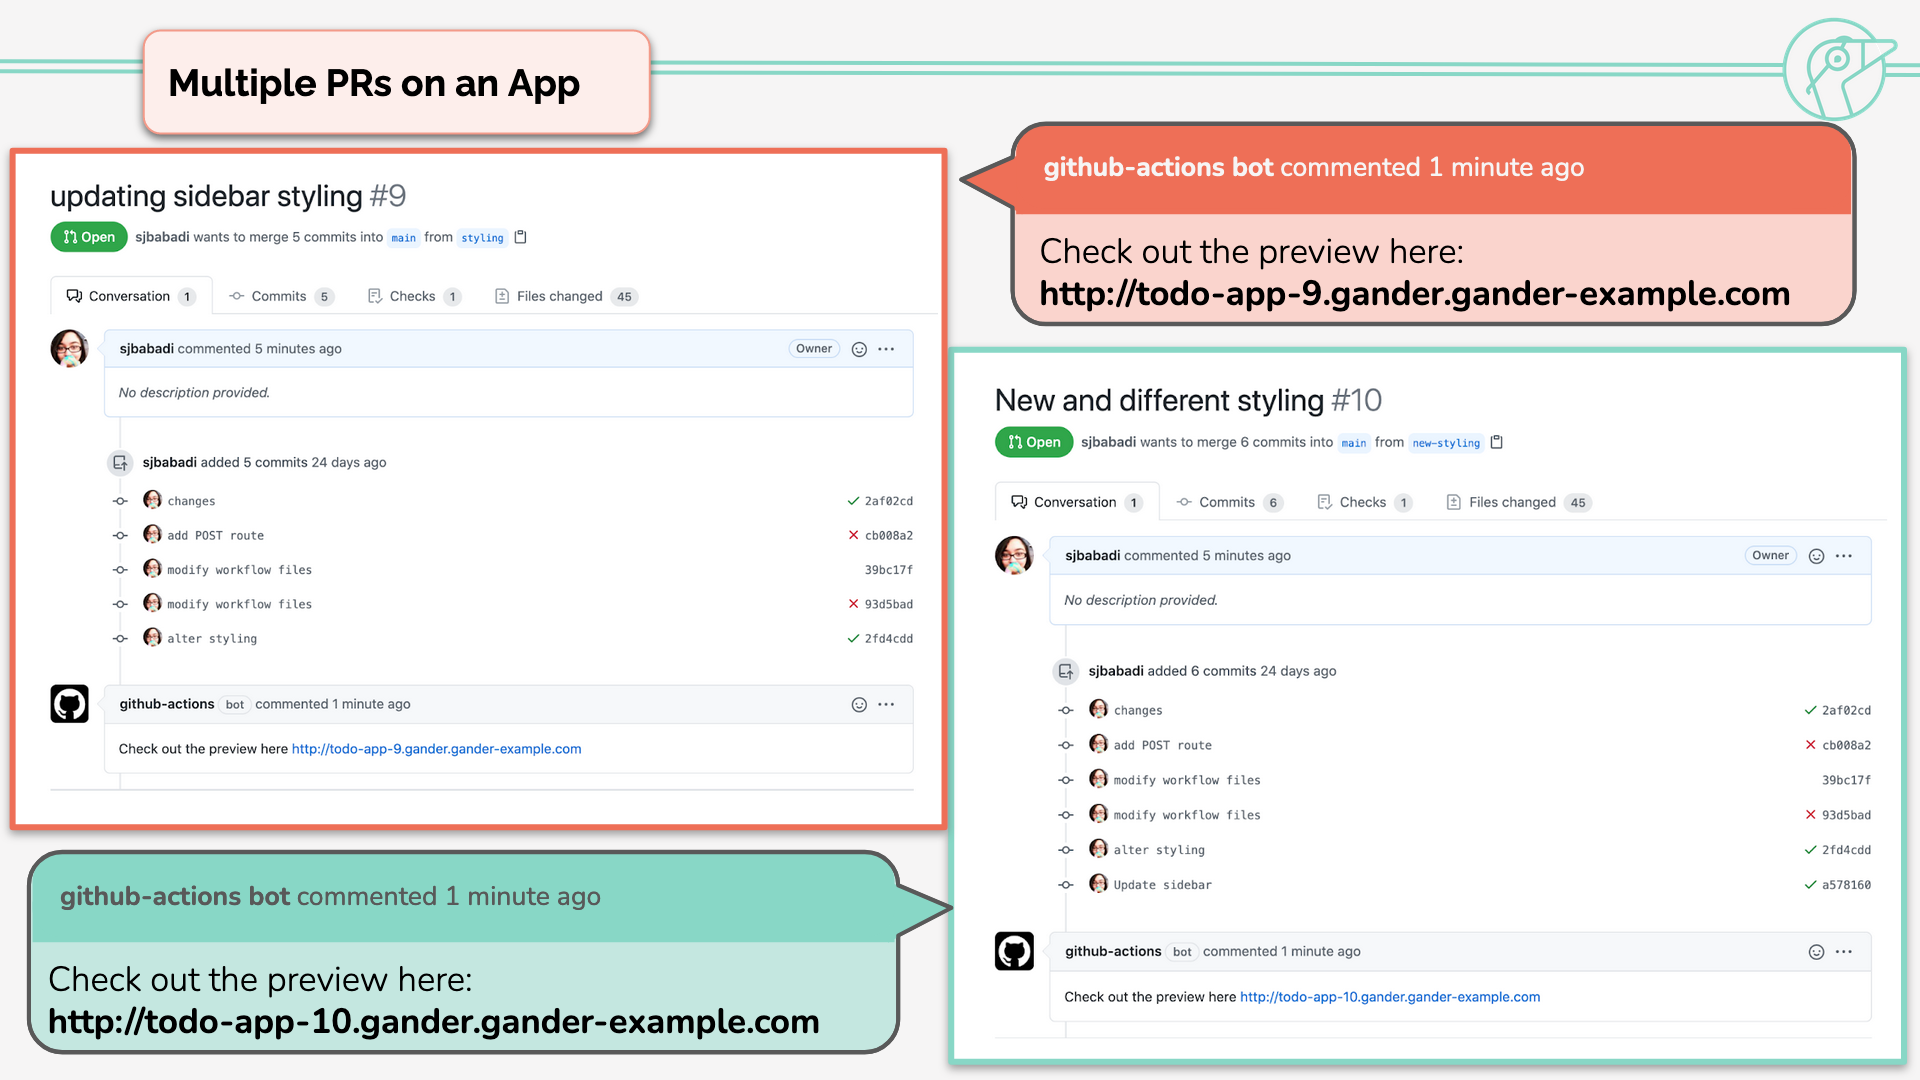 Multiple PRs on an App
updating sidebar styling #9
Open sjbabadi wants to merge 5 commits into main from styling
Conversation 1 Commits 5 Checks 1 Files changed 45
sjbabadi commented 5 minutes ago Owner
No description provided.
sjbabadi added 5 commits 24 days ago
changes 2af02cd
add POST route cb008a2
modify workflow files 39bc17f
modify workflow files 93d5bad
alter styling 2fd4cdd
github-actions bot commented 1 minute ago
Check out the preview here http://todo-app-9.gander.gander-example.com
github-actions bot commented 1 minute ago
Check out the preview here:
http://todo-app-9.gander.gander-example.com
New and different styling #10
Open sjbabadi wants to merge 6 commits into main from new-styling
Conversation 1 Commits 6 Checks 1 Files changed 45
sjbabadi commented 5 minutes ago Owner
No description provided.
sjbabadi added 6 commits 24 days ago
changes 2af02cd
add POST route cb008a2
modify workflow files 39bc17f
modify workflow files 93d5bad
alter styling 2fd4cdd
Update sidebar a578160
github-actions bot commented 1 minute ago
Check out the preview here http://todo-app-10.gander.gander-example.com
github-actions bot commented 1 minute ago
Check out the preview here:
http://todo-app-10.gander.gander-example.com